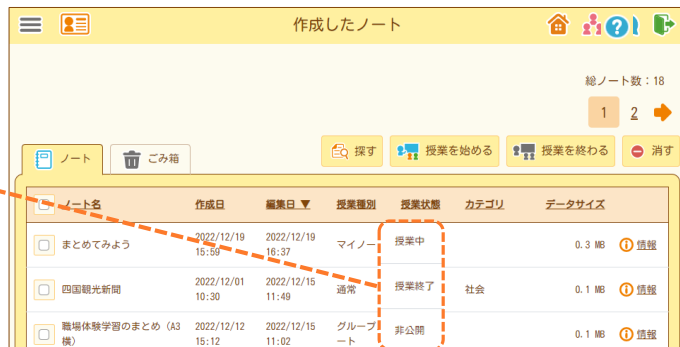 作成したノート
総ノート数：18
1 2
ノート ごみ箱 探す 授業を始める 授業を終わる 消す
ノート名 作成日 編集日▼ 授業種別 授業状態 カテゴリ データサイズ
まとめてみよう 2022/12/19 15:59 2022/12/19 16:37 マイノー 授業中 0.3 MB 情報
四国観光新聞 2022/12/01 10:30 2022/12/15 11:49 通常 授業終了 社会 0.1 MB 情報
職場体験学習のまとめ（A3横） 2022/12/12 15:12 2022/12/15 11:02 グループ ート 非公開 0.1 MB 情報